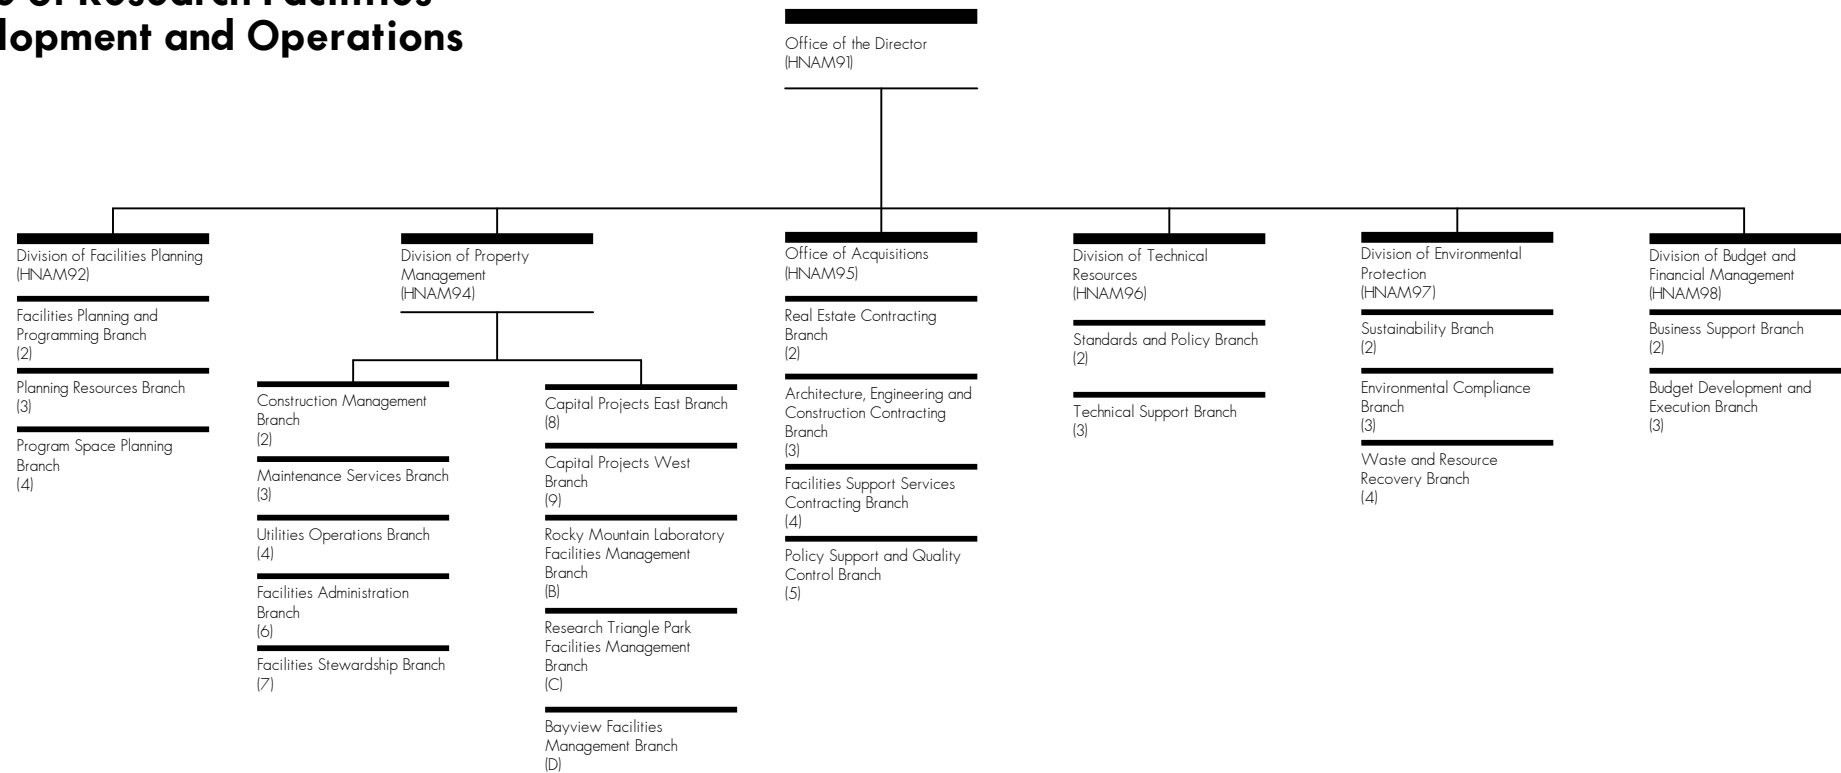 of Research Facilities
lopment and Operations
Office of the Director
(HNAM91)
Division of Facilities Planning
(HNAM92)
Facilities Planning and
Programming Branch
(2)
Planning Resources Branch
(3)
Program Space Planning
Branch
(4)
Division of Property
Management
(HNAM94)
Construction Management
Branch
(2)
Maintenance Services Branch
(3)
Utilities Operations Branch
(4)
Facilities Administration
Branch
(6)
Facilities Stewardship Branch
(7)
Capital Projects East Branch
(8)
Capital Projects West
Branch
(9)
Rocky Mountain Laboratory
Facilities Management
Branch
(B)
Research Triangle Park
Facilities Management
Branch
(C)
Bayview Facilities
Management Branch
(D)
Office of Acquisitions
(HNAM95)
Real Estate Contracting
Branch
(2)
Architecture, Engineering and
Construction Contracting
Branch
(3)
Facilities Support Services
Contracting Branch
(4)
Policy Support and Quality
Control Branch
(5)
Division of Technical
Resources
(HNAM96)
Standards and Policy Branch
(2)
Technical Support Branch
(3)
Division of Environmental
Protection
(HNAM97)
Sustainability Branch
(2)
Environmental Compliance
Branch
(3)
Waste and Resource
Recovery Branch
(4)
Division of Budget and
Financial Management
(HNAM98)
Business Support Branch
(2)
Budget Development and
Execution Branch
(3)